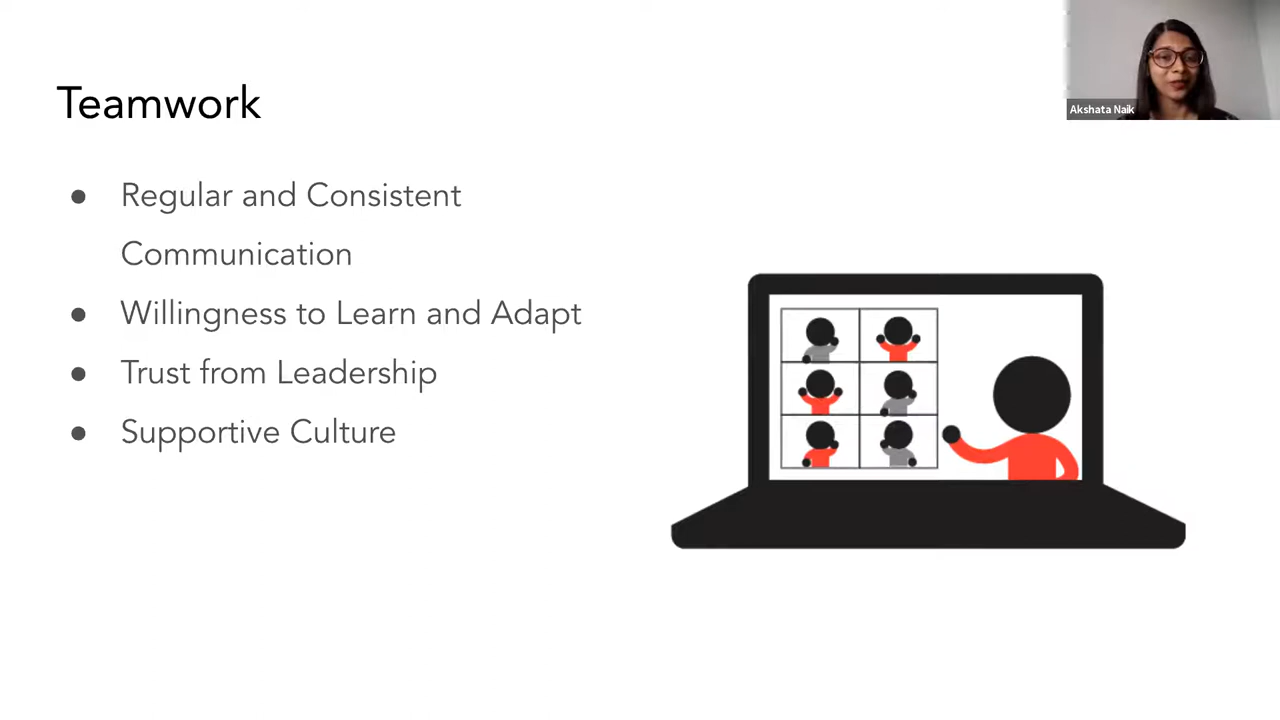 Teamwork
Akshata Naik
● Regular and Consistent
Communication
● Willingness to Learn and Adapt
● Trust from Leadership
● Supportive Culture